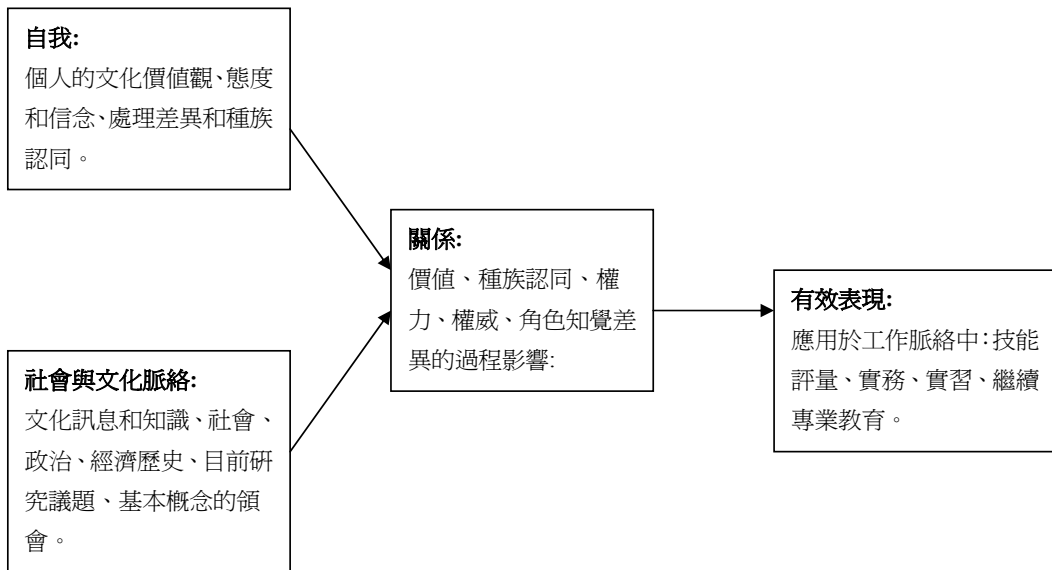 自我:
個人的文化價值觀、態度
和信念、處理差異和種族
認同。
關係:
價值、種族認同、權
力、權威、角色知覺差
異的過程影響:
有效表現:
應用於工作脈絡中:技能
評量、實務、實習、繼續
專業教育。
社會與文化脈絡:
文化訊息和知識、社會、
政治、經濟歷史、目前研
究議題、基本概念的領
會。